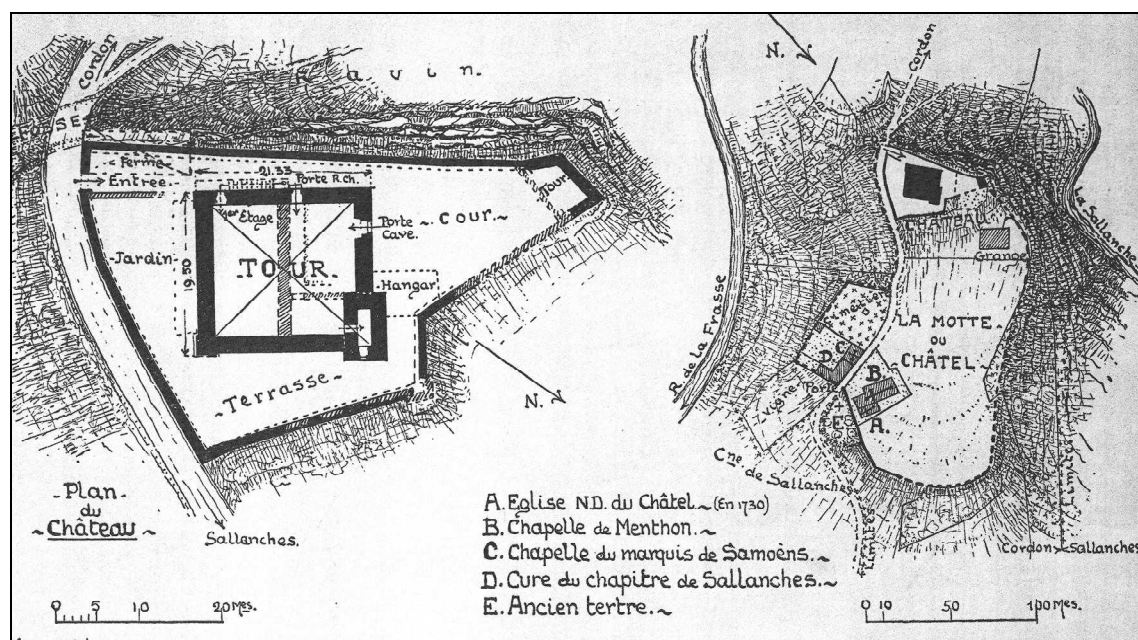 Ravin.
Cordon
FOSSÉ
Ferme
Entrée
21.33
Porte R.Ch.
1er Etage
Porte
cave.
Cour.
Tour
Jardin
19.50
TOUR
Hangar
Terrasse
N.
Plan
du
Château
Sallanches.
0 5 10 20 Mes.
N.
Cordon
La Sallanche
CHÂTEAU
Grange
R. de la Frasse
LA MOTTE
OU
CHÂTEL
D.
C
Vigne
Porte
B
E
A.
Cne de Sallanches
Limites
Limites
Cordon
Sallanches
A. Eglise N.D. du Châtel (En 1730)
B. Chapelle de Menthon.
C. Chapelle du marquis de Samoëns.
D. Cure du chapitre de Sallanches.
E. Ancien tertre.
0 10 50 100 Mes.